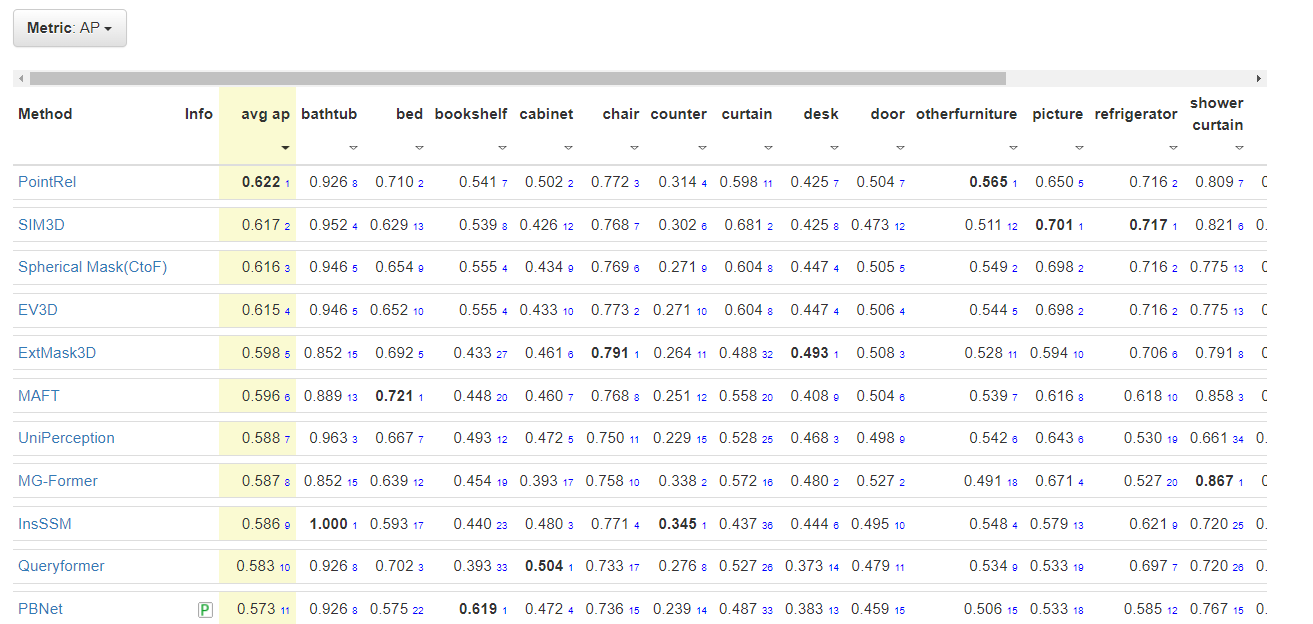 Metric: AP
Method Info avg ap bathtub bed bookshelf cabinet chair counter curtain desk door otherfurniture picture refrigerator shower curtain
PointRel 0.622 1 0.926 8 0.710 2 0.541 7 0.502 2 0.772 3 0.314 4 0.598 11 0.425 7 0.504 7 0.565 1 0.650 5 0.716 2 0.809 7
SIM3D 0.617 2 0.952 4 0.629 13 0.539 8 0.426 12 0.768 7 0.302 6 0.681 2 0.425 8 0.473 12 0.511 12 0.701 1 0.717 1 0.821 6 0.
Spherical Mask(CtoF) 0.616 3 0.946 5 0.654 9 0.555 4 0.434 9 0.769 6 0.271 9 0.604 8 0.447 4 0.505 5 0.549 2 0.698 2 0.716 2 0.775 13
EV3D 0.615 4 0.946 5 0.652 10 0.555 4 0.433 10 0.773 2 0.271 10 0.604 8 0.447 4 0.506 4 0.544 5 0.698 2 0.716 2 0.775 13
ExtMask3D 0.598 5 0.852 15 0.692 5 0.433 27 0.461 6 0.791 1 0.264 11 0.488 32 0.493 1 0.508 3 0.528 11 0.594 10 0.706 6 0.791 8
MAFT 0.596 6 0.889 13 0.721 1 0.448 20 0.460 7 0.768 8 0.251 12 0.558 20 0.408 9 0.504 6 0.539 7 0.616 8 0.618 10 0.858 3
UniPerception 0.588 7 0.963 3 0.667 7 0.493 12 0.472 5 0.750 11 0.229 15 0.528 25 0.468 3 0.498 9 0.542 6 0.643 6 0.530 19 0.661 34 0.
MG-Former 0.587 8 0.852 15 0.639 12 0.454 19 0.393 17 0.758 10 0.338 2 0.572 16 0.480 2 0.527 2 0.491 18 0.671 4 0.527 20 0.867 1
InsSSM 0.586 9 1.000 1 0.593 17 0.440 23 0.480 3 0.771 4 0.345 1 0.437 36 0.444 6 0.495 10 0.548 4 0.579 13 0.621 9 0.720 25 0.
Queryformer 0.583 10 0.926 8 0.702 3 0.393 33 0.504 1 0.733 17 0.276 8 0.527 26 0.373 14 0.479 11 0.534 9 0.533 19 0.697 7 0.720 26 0.
PBNet P 0.573 11 0.926 8 0.575 22 0.619 1 0.472 4 0.736 15 0.239 14 0.487 33 0.383 13 0.459 15 0.506 15 0.533 18 0.585 12 0.767 15 0.